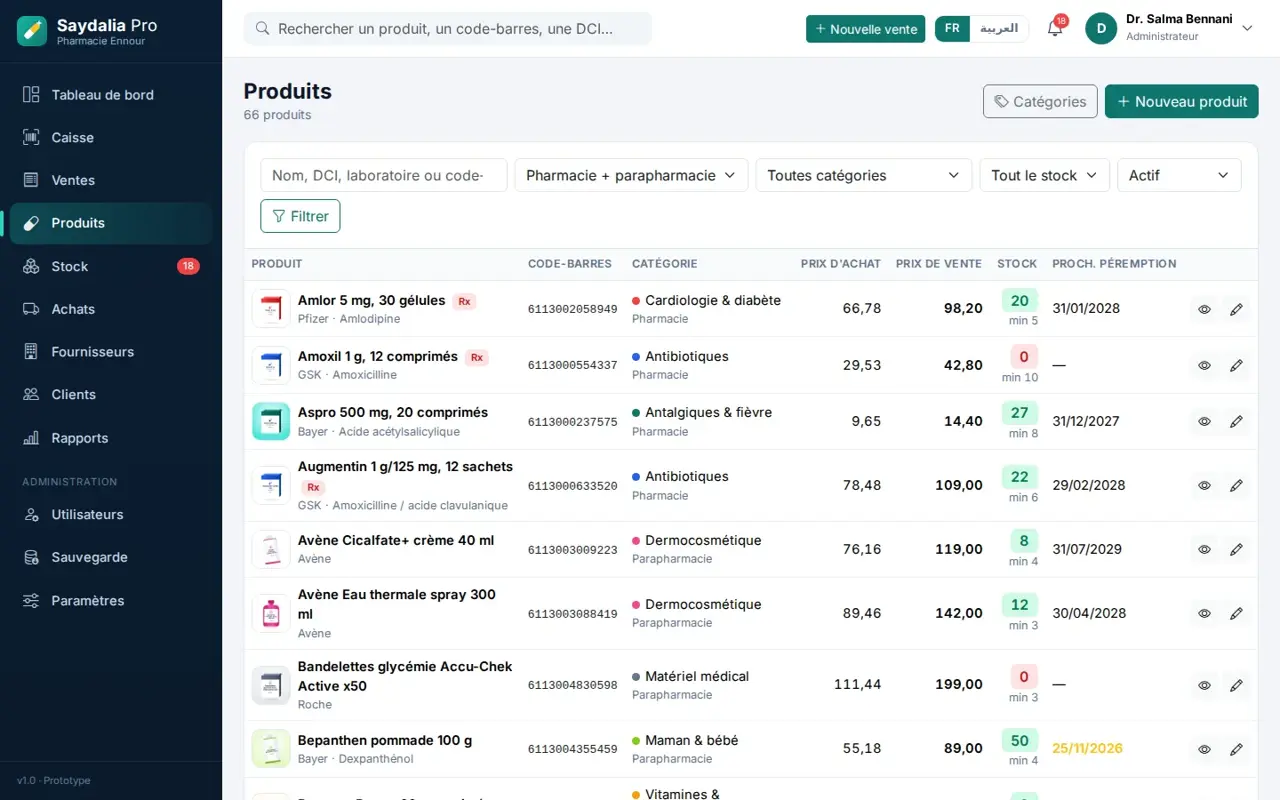 Saydalia Pro
Pharmacie Ennour
Rechercher un produit, un code-barres, une DCI...
+ Nouvelle vente
FR
العربية
18
D
Dr. Salma Bennani
Administrateur
Tableau de bord
Caisse
Ventes
Produits
Stock 18
Achats
Fournisseurs
Clients
Rapports
ADMINISTRATION
Utilisateurs
Sauvegarde
Paramètres
v1.0 · Prototype
Produits
66 produits
Catégories
+ Nouveau produit
Nom, DCI, laboratoire ou code-
Pharmacie + parapharmacie
Toutes catégories
Tout le stock
Actif
Filtrer
PRODUIT CODE-BARRES CATÉGORIE PRIX D'ACHAT PRIX DE VENTE STOCK PROCH. PÉREMPTION
Amlor 5 mg, 30 gélules Rx
Pfizer · Amlodipine
6113002058949
Cardiologie & diabète
Pharmacie
66,78
98,20
20
min 5
31/01/2028
Amoxil 1 g, 12 comprimés Rx
GSK · Amoxicilline
6113000554337
Antibiotiques
Pharmacie
29,53
42,80
0
min 10
—
Aspro 500 mg, 20 comprimés
Bayer · Acide acétylsalicylique
6113000237575
Antalgiques & fièvre
Pharmacie
9,65
14,40
27
min 8
31/12/2027
Augmentin 1 g/125 mg, 12 sachets
Rx
GSK · Amoxicilline / acide clavulanique
6113000633520
Antibiotiques
Pharmacie
78,48
109,00
22
min 6
29/02/2028
Avène Cicalfate+ crème 40 ml
Avène
6113003009223
Dermocosmétique
Parapharmacie
76,16
119,00
8
min 4
31/07/2029
Avène Eau thermale spray 300
ml
Avène
6113003088419
Dermocosmétique
Parapharmacie
89,46
142,00
12
min 3
30/04/2028
Bandelettes glycémie Accu-Chek
Active x50
Roche
6113004830598
Matériel médical
Parapharmacie
111,44
199,00
0
min 3
—
Bepanthen pommade 100 g
Bayer · Dexpanthénol
6113004355459
Maman & bébé
Parapharmacie
55,18
89,00
50
min 4
25/11/2026
Vitamines &